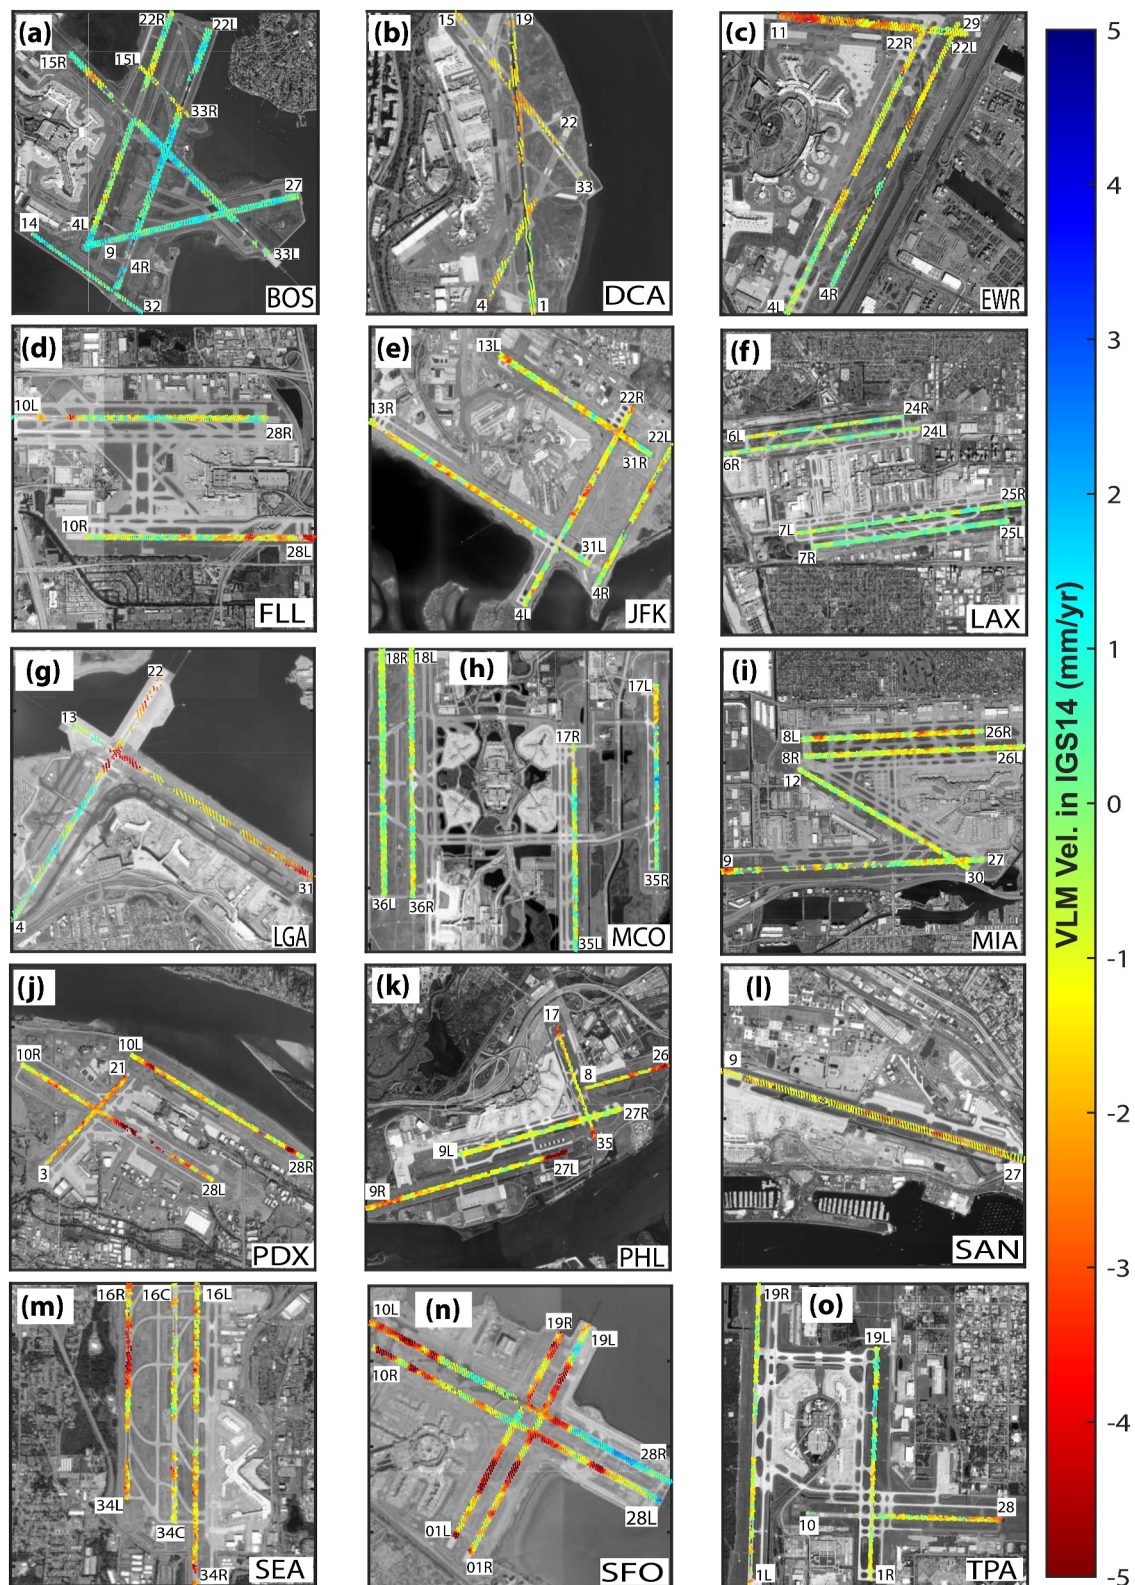 (a)
22R
22L
15R
15L
33R
27
14
4L
9
4R
33L
32
BOS
(b)
15
19
22
33
4
1
DCA
(c)
11
29
22R
22L
4R
4L
EWR
(d)
10L
28R
10R
28L
FLL
(e)
13L
13R
22R
22L
31R
31L
4R
4L
JFK
(f)
24R
24L
6L
6R
25R
7L
25L
7R
LAX
(g)
22
13
31
4
LGA
(h)
18R
18L
17L
17R
35R
36L
36R
35L
MCO
(i)
8L
26R
8R
26L
12
9
27
30
MIA
(j)
10L
10R
21
3
28R
28L
PDX
(k)
17
26
8
27R
9L
35
27L
9R
PHL
(l)
9
27
SAN
(m)
16R
16C
16L
34L
34C
34R
SEA
(n)
10L
19R
19L
10R
28R
28L
01L
01R
SFO
(o)
19R
19L
28
10
1L
1R
TPA
5
4
3
2
1
0
-1
-2
-3
-4
-5
VLM Vel. in IGS14 (mm/yr)